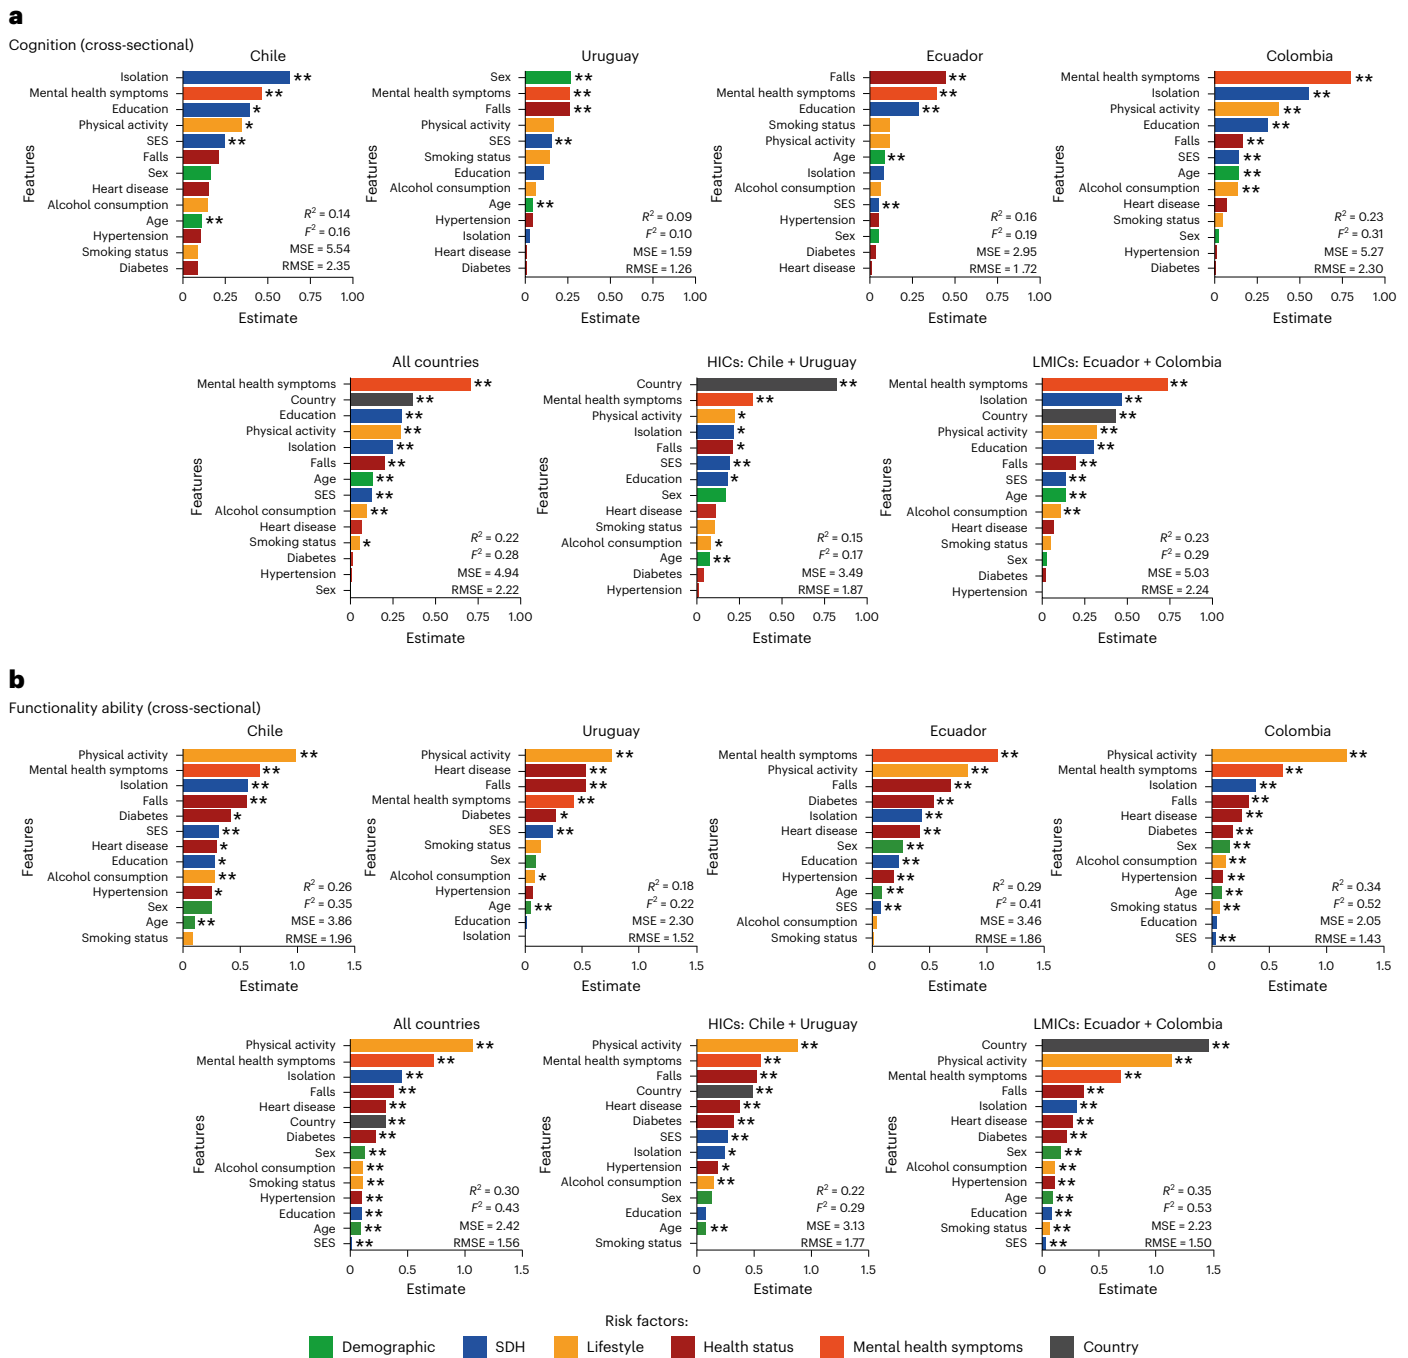 a
Cognition (cross-sectional)
Chile
Features
Isolation **
Mental health symptoms **
Education *
Physical activity *
SES **
Falls
Sex
Heart disease
Alcohol consumption
Age **
Hypertension
Smoking status
Diabetes
R² = 0.14
F² = 0.16
MSE = 5.54
RMSE = 2.35
0 0.25 0.50 0.75 1.00
Estimate
Uruguay
Features
Sex **
Mental health symptoms **
Falls **
Physical activity
SES **
Smoking status
Education
Alcohol consumption
Age **
Hypertension
Isolation
Heart disease
Diabetes
R² = 0.09
F² = 0.10
MSE = 1.59
RMSE = 1.26
0 0.25 0.50 0.75 1.00
Estimate
Ecuador
Features
Falls **
Mental health symptoms **
Education **
Smoking status
Physical activity
Age **
Isolation
Alcohol consumption
SES **
Hypertension
Sex
Diabetes
Heart disease
R² = 0.16
F² = 0.19
MSE = 2.95
RMSE = 1.72
0 0.25 0.50 0.75 1.00
Estimate
Colombia
Features
Mental health symptoms **
Isolation **
Physical activity **
Education **
Falls **
SES **
Age **
Alcohol consumption **
Heart disease
Smoking status
Sex
Hypertension
Diabetes
R² = 0.23
F² = 0.31
MSE = 5.27
RMSE = 2.30
0 0.25 0.50 0.75 1.00
Estimate
All countries
Features
Mental health symptoms **
Country **
Education **
Physical activity **
Isolation **
Falls **
Age **
SES **
Alcohol consumption **
Heart disease
Smoking status *
Diabetes
Hypertension
Sex
R² = 0.22
F² = 0.28
MSE = 4.94
RMSE = 2.22
0 0.25 0.50 0.75 1.00
Estimate
HICs: Chile + Uruguay
Features
Country **
Mental health symptoms **
Physical activity *
Isolation *
Falls *
SES **
Education *
Sex
Heart disease
Smoking status
Alcohol consumption *
Age **
Diabetes
Hypertension
R² = 0.15
F² = 0.17
MSE = 3.49
RMSE = 1.87
0 0.25 0.50 0.75 1.00
Estimate
LMICs: Ecuador + Colombia
Features
Mental health symptoms **
Isolation **
Country **
Physical activity **
Education **
Falls **
SES **
Age **
Alcohol consumption **
Heart disease
Smoking status
Sex
Diabetes
Hypertension
R² = 0.23
F² = 0.29
MSE = 5.03
RMSE = 2.24
0 0.25 0.50 0.75 1.00
Estimate
b
Functionality ability (cross-sectional)
Chile
Features
Physical activity **
Mental health symptoms **
Isolation **
Falls **
Diabetes *
SES **
Heart disease *
Education *
Alcohol consumption **
Hypertension *
Sex
Age **
Smoking status
R² = 0.26
F² = 0.35
MSE = 3.86
RMSE = 1.96
0 0.5 1.0 1.5
Estimate
Uruguay
Features
Physical activity **
Heart disease **
Falls **
Mental health symptoms **
Diabetes *
SES **
Smoking status
Sex
Alcohol consumption *
Hypertension
Age **
Education
Isolation
R² = 0.18
F² = 0.22
MSE = 2.30
RMSE = 1.52
0 0.5 1.0 1.5
Estimate
Ecuador
Features
Mental health symptoms **
Physical activity **
Falls **
Diabetes **
Isolation **
Heart disease **
Sex **
Education **
Hypertension **
Age **
SES **
Alcohol consumption
Smoking status
R² = 0.29
F² = 0.41
MSE = 3.46
RMSE = 1.86
0 0.5 1.0 1.5
Estimate
Colombia
Features
Physical activity **
Mental health symptoms **
Isolation **
Falls **
Heart disease **
Diabetes **
Sex **
Alcohol consumption **
Hypertension **
Age **
Smoking status **
Education
SES **
R² = 0.34
F² = 0.52
MSE = 2.05
RMSE = 1.43
0 0.5 1.0 1.5
Estimate
All countries
Features
Physical activity **
Mental health symptoms **
Isolation **
Falls **
Heart disease **
Country **
Diabetes **
Sex **
Alcohol consumption **
Smoking status **
Hypertension **
Education **
Age **
SES **
R² = 0.30
F² = 0.43
MSE = 2.42
RMSE = 1.56
0 0.5 1.0 1.5
Estimate
HICs: Chile + Uruguay
Features
Physical activity **
Mental health symptoms **
Falls **
Country **
Heart disease **
Diabetes **
SES **
Isolation *
Hypertension *
Alcohol consumption **
Sex
Education
Age **
Smoking status
R² = 0.22
F² = 0.29
MSE = 3.13
RMSE = 1.77
0 0.5 1.0 1.5
Estimate
LMICs: Ecuador + Colombia
Features
Country **
Physical activity **
Mental health symptoms **
Falls **
Isolation **
Heart disease **
Diabetes **
Sex **
Alcohol consumption **
Hypertension **
Age **
Education **
Smoking status **
SES **
R² = 0.35
F² = 0.53
MSE = 2.23
RMSE = 1.50
0 0.5 1.0 1.5
Estimate
Risk factors:
Demographic SDH Lifestyle Health status Mental health symptoms Country